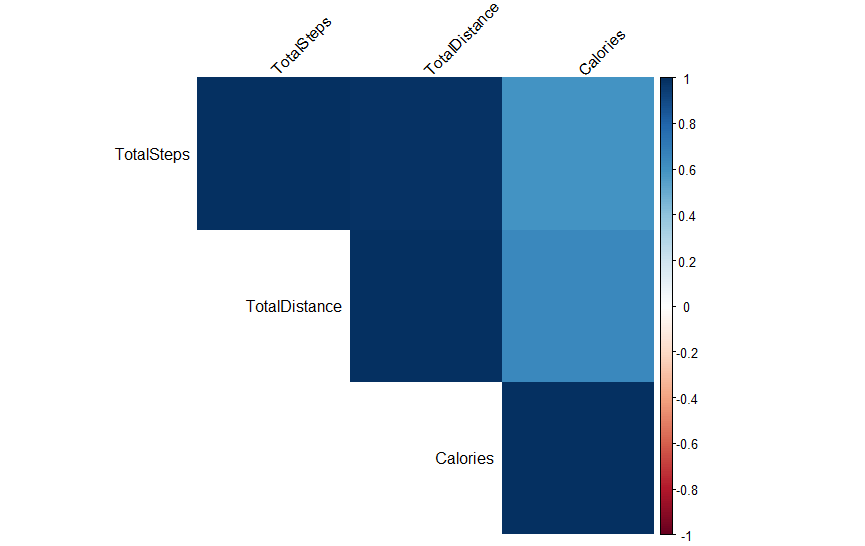 TotalSteps
TotalDistance
Calories
TotalSteps
TotalDistance
Calories
1
0.8
0.6
0.4
0.2
0
-0.2
-0.4
-0.6
-0.8
-1